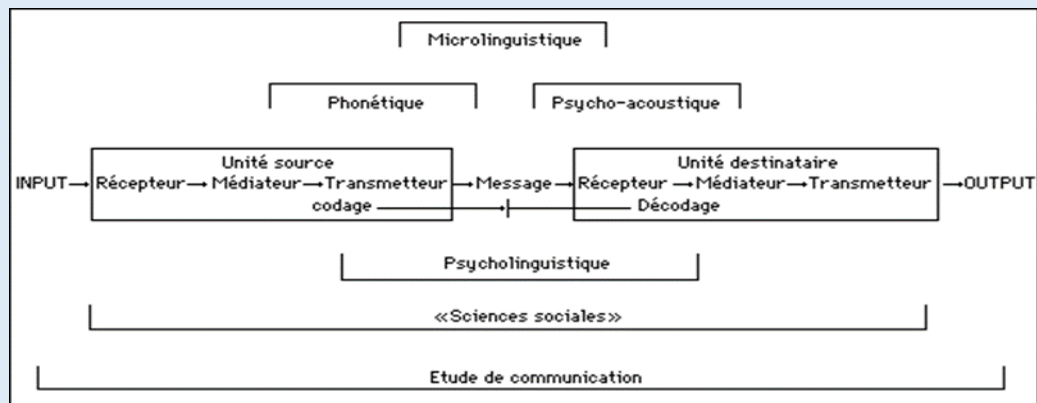 Microlinguistique
Phonétique Psycho-acoustique
Unité source Unité destinataire
INPUT→Récepteur→Médiateur→Transmetteur→Message→Récepteur→Médiateur→Transmetteur→OUTPUT
codage Décodage
Psycholinguistique
«Sciences sociales»
Etude de communication